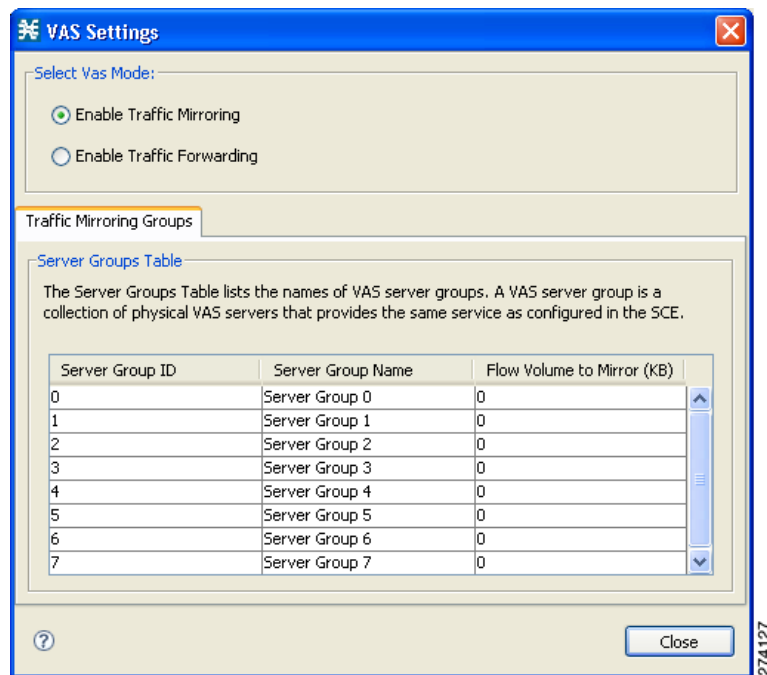 VAS Settings
Select Vas Mode:
Enable Traffic Mirroring
Enable Traffic Forwarding
Traffic Mirroring Groups
Server Groups Table
The Server Groups Table lists the names of VAS server groups. A VAS server group is a
collection of physical VAS servers that provides the same service as configured in the SCE.
Server Group ID Server Group Name Flow Volume to Mirror (KB)
0 Server Group 0 0
1 Server Group 1 0
2 Server Group 2 0
3 Server Group 3 0
4 Server Group 4 0
5 Server Group 5 0
6 Server Group 6 0
7 Server Group 7 0
? Close
274127